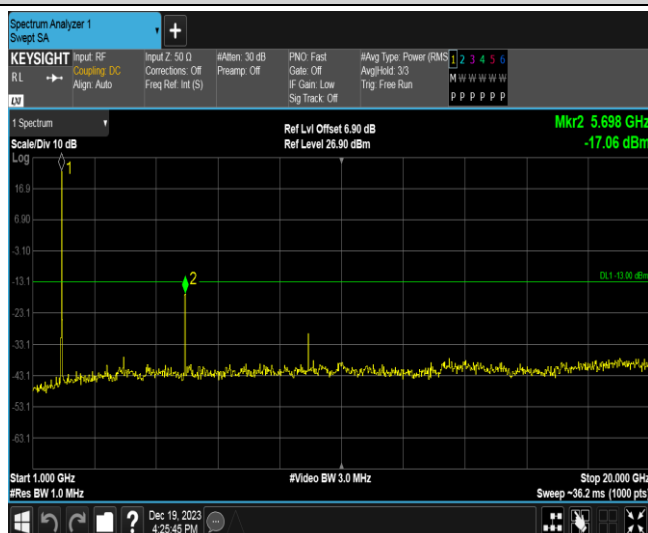 Spectrum Analyzer 1
Swept SA
+
KEYSIGHT Input: RF Input Z: 50 Ω #Atten: 30 dB PNO: Fast #Avg Type: Power (RMS 1 2 3 4 5 6
RL Coupling: DC Corrections: Off Preamp: Off Gate: Off Avg|Hold: 3/3 M W W W W W
Align: Auto Freq Ref: Int (S) IF Gain: Low Trig: Free Run
Sig Track: Off P P P P P P
LXI
1 Spectrum Ref Lvl Offset 6.90 dB Mkr2 5.698 GHz
Scale/Div 10 dB Ref Level 26.90 dBm -17.06 dBm
Log
1
16.9
6.90
-3.10
-13.1 2 DL1 -13.00 dBm
-23.1
-33.1
-43.1
-53.1
-63.1
Start 1.000 GHz #Video BW 3.0 MHz Stop 20.000 GHz
#Res BW 1.0 MHz Sweep ~36.2 ms (1000 pts)
? Dec 19, 2023
4:25:45 PM